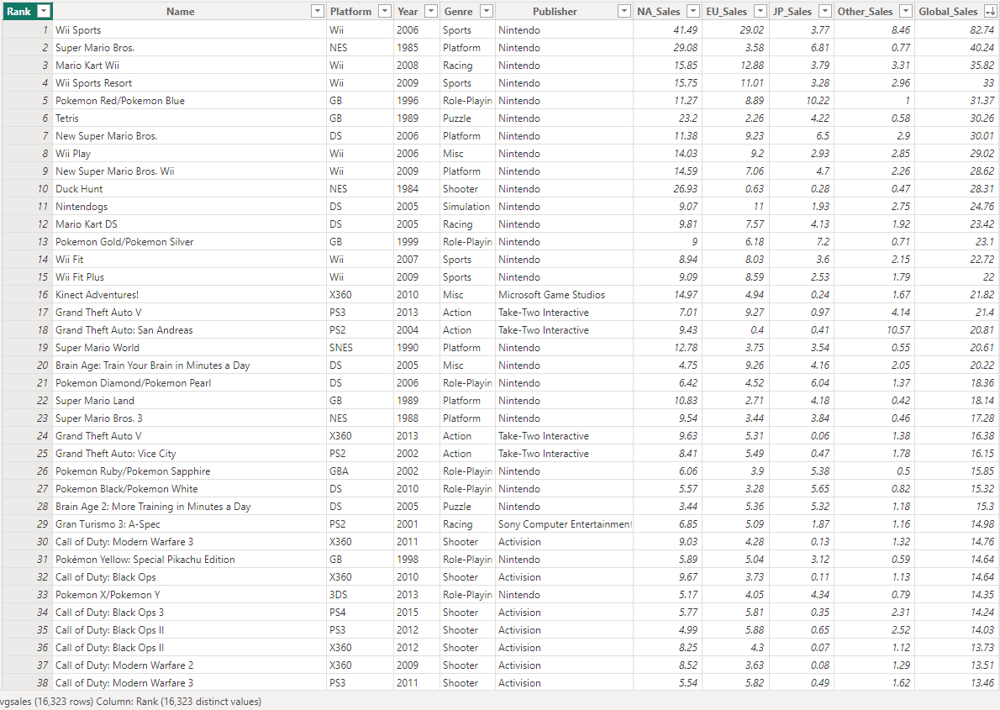 Rank Name Platform Year Genre Publisher NA_Sales EU_Sales JP_Sales Other_Sales Global_Sales
1 Wii Sports Wii 2006 Sports Nintendo 41.49 29.02 3.77 8.46 82.74
2 Super Mario Bros. NES 1985 Platform Nintendo 29.08 3.58 6.81 0.77 40.24
3 Mario Kart Wii Wii 2008 Racing Nintendo 15.85 12.88 3.79 3.31 35.82
4 Wii Sports Resort Wii 2009 Sports Nintendo 15.75 11.01 3.28 2.96 33
5 Pokemon Red/Pokemon Blue GB 1996 Role-Playin Nintendo 11.27 8.89 10.22 1 31.37
6 Tetris GB 1989 Puzzle Nintendo 23.2 2.26 4.22 0.58 30.26
7 New Super Mario Bros. DS 2006 Platform Nintendo 11.38 9.23 6.5 2.9 30.01
8 Wii Play Wii 2006 Misc Nintendo 14.03 9.2 2.93 2.85 29.02
9 New Super Mario Bros. Wii Wii 2009 Platform Nintendo 14.59 7.06 4.7 2.26 28.62
10 Duck Hunt NES 1984 Shooter Nintendo 26.93 0.63 0.28 0.47 28.31
11 Nintendogs DS 2005 Simulation Nintendo 9.07 11 1.93 2.75 24.76
12 Mario Kart DS DS 2005 Racing Nintendo 9.81 7.57 4.13 1.92 23.42
13 Pokemon Gold/Pokemon Silver GB 1999 Role-Playin Nintendo 9 6.18 7.2 0.71 23.1
14 Wii Fit Wii 2007 Sports Nintendo 8.94 8.03 3.6 2.15 22.72
15 Wii Fit Plus Wii 2009 Sports Nintendo 9.09 8.59 2.53 1.79 22
16 Kinect Adventures! X360 2010 Misc Microsoft Game Studios 14.97 4.94 0.24 1.67 21.82
17 Grand Theft Auto V PS3 2013 Action Take-Two Interactive 7.01 9.27 0.97 4.14 21.4
18 Grand Theft Auto: San Andreas PS2 2004 Action Take-Two Interactive 9.43 0.4 0.41 10.57 20.81
19 Super Mario World SNES 1990 Platform Nintendo 12.78 3.75 3.54 0.55 20.61
20 Brain Age: Train Your Brain in Minutes a Day DS 2005 Misc Nintendo 4.75 9.26 4.16 2.05 20.22
21 Pokemon Diamond/Pokemon Pearl DS 2006 Role-Playin Nintendo 6.42 4.52 6.04 1.37 18.36
22 Super Mario Land GB 1989 Platform Nintendo 10.83 2.71 4.18 0.42 18.14
23 Super Mario Bros. 3 NES 1988 Platform Nintendo 9.54 3.44 3.84 0.46 17.28
24 Grand Theft Auto V X360 2013 Action Take-Two Interactive 9.63 5.31 0.06 1.38 16.38
25 Grand Theft Auto: Vice City PS2 2002 Action Take-Two Interactive 8.41 5.49 0.47 1.78 16.15
26 Pokemon Ruby/Pokemon Sapphire GBA 2002 Role-Playin Nintendo 6.06 3.9 5.38 0.5 15.85
27 Pokemon Black/Pokemon White DS 2010 Role-Playin Nintendo 5.57 3.28 5.65 0.82 15.32
28 Brain Age 2: More Training in Minutes a Day DS 2005 Puzzle Nintendo 3.44 5.36 5.32 1.18 15.3
29 Gran Turismo 3: A-Spec PS2 2001 Racing Sony Computer Entertainment 6.85 5.09 1.87 1.16 14.98
30 Call of Duty: Modern Warfare 3 X360 2011 Shooter Activision 9.03 4.28 0.13 1.32 14.76
31 Pokémon Yellow: Special Pikachu Edition GB 1998 Role-Playin Nintendo 5.89 5.04 3.12 0.59 14.64
32 Call of Duty: Black Ops X360 2010 Shooter Activision 9.67 3.73 0.11 1.13 14.64
33 Pokemon X/Pokemon Y 3DS 2013 Role-Playin Nintendo 5.17 4.05 4.34 0.79 14.35
34 Call of Duty: Black Ops 3 PS4 2015 Shooter Activision 5.77 5.81 0.35 2.31 14.24
35 Call of Duty: Black Ops II PS3 2012 Shooter Activision 4.99 5.88 0.65 2.52 14.03
36 Call of Duty: Black Ops II X360 2012 Shooter Activision 8.25 4.3 0.07 1.12 13.73
37 Call of Duty: Modern Warfare 2 X360 2009 Shooter Activision 8.52 3.63 0.08 1.29 13.51
38 Call of Duty: Modern Warfare 3 PS3 2011 Shooter Activision 5.54 5.82 0.49 1.62 13.46
vgsales (16,323 rows) Column: Rank (16,323 distinct values)